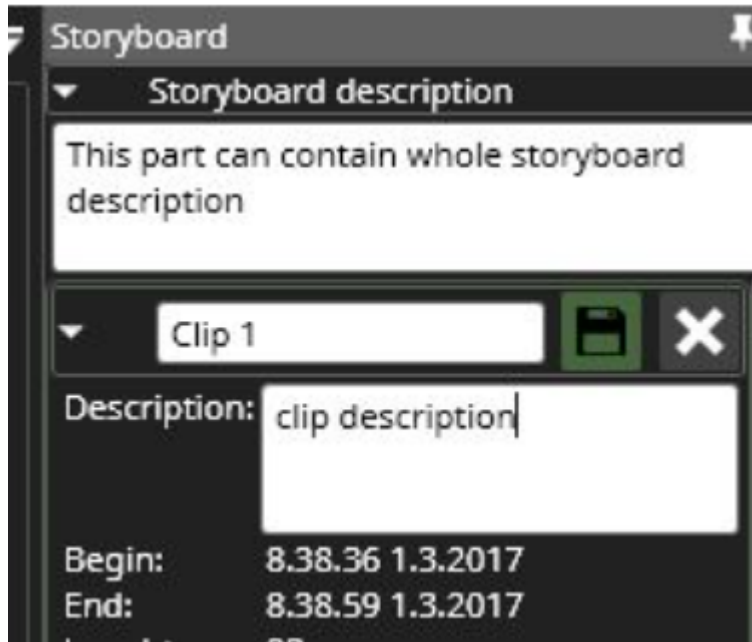 Storyboard
Storyboard description
This part can contain whole storyboard
description
Clip 1
Description: clip description
Begin: 8.38.36 1.3.2017
End: 8.38.59 1.3.2017